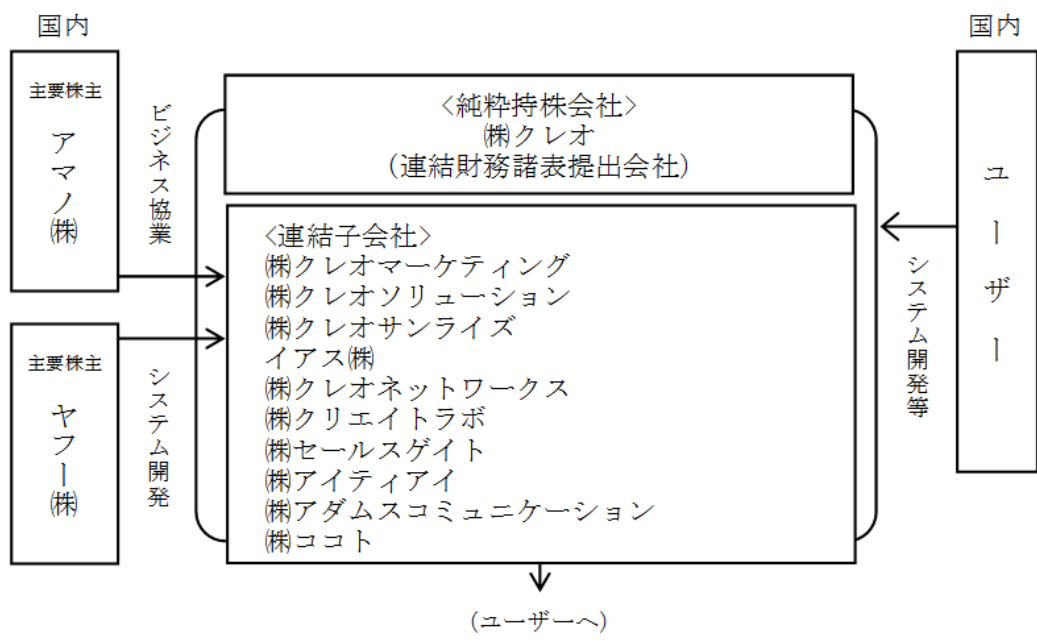 国内
主要株主
アマノ㈱
ビジネス協業
主要株主
ヤフー㈱
システム開発
<純粋持株会社>
㈱クレオ
(連結財務諸表提出会社)
<連結子会社>
㈱クレオマーケティング
㈱クレオソリューション
㈱クレオサンライズ
イアス㈱
㈱クレオネットワークス
㈱クリエイトラボ
㈱セールスゲイト
㈱アイティアイ
㈱アダムスコミュニケーション
㈱ココト
(ユーザーへ)
国内
ユーザー
システム開発等